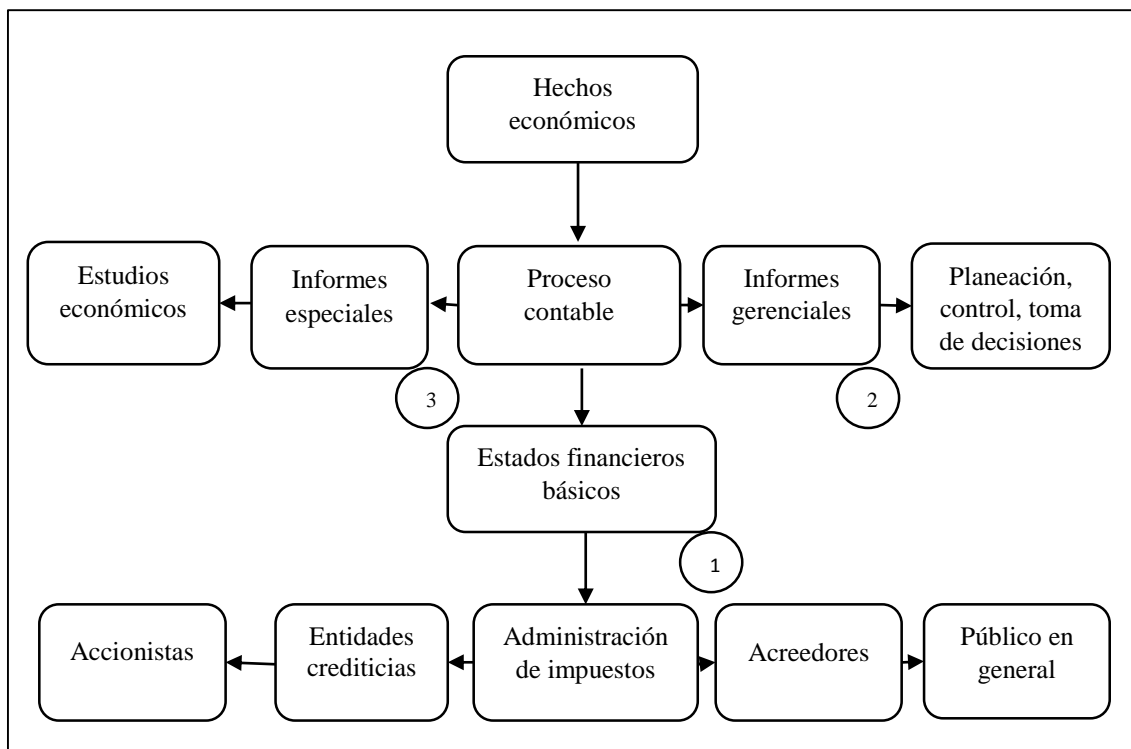 Hechos
económicos
Estudios
económicos
Informes
especiales
Proceso
contable
Informes
gerenciales
Planeación,
control, toma
de decisiones
3
2
Estados financieros
básicos
1
Accionistas
Entidades
crediticias
Administración
de impuestos
Acreedores
Público en
general